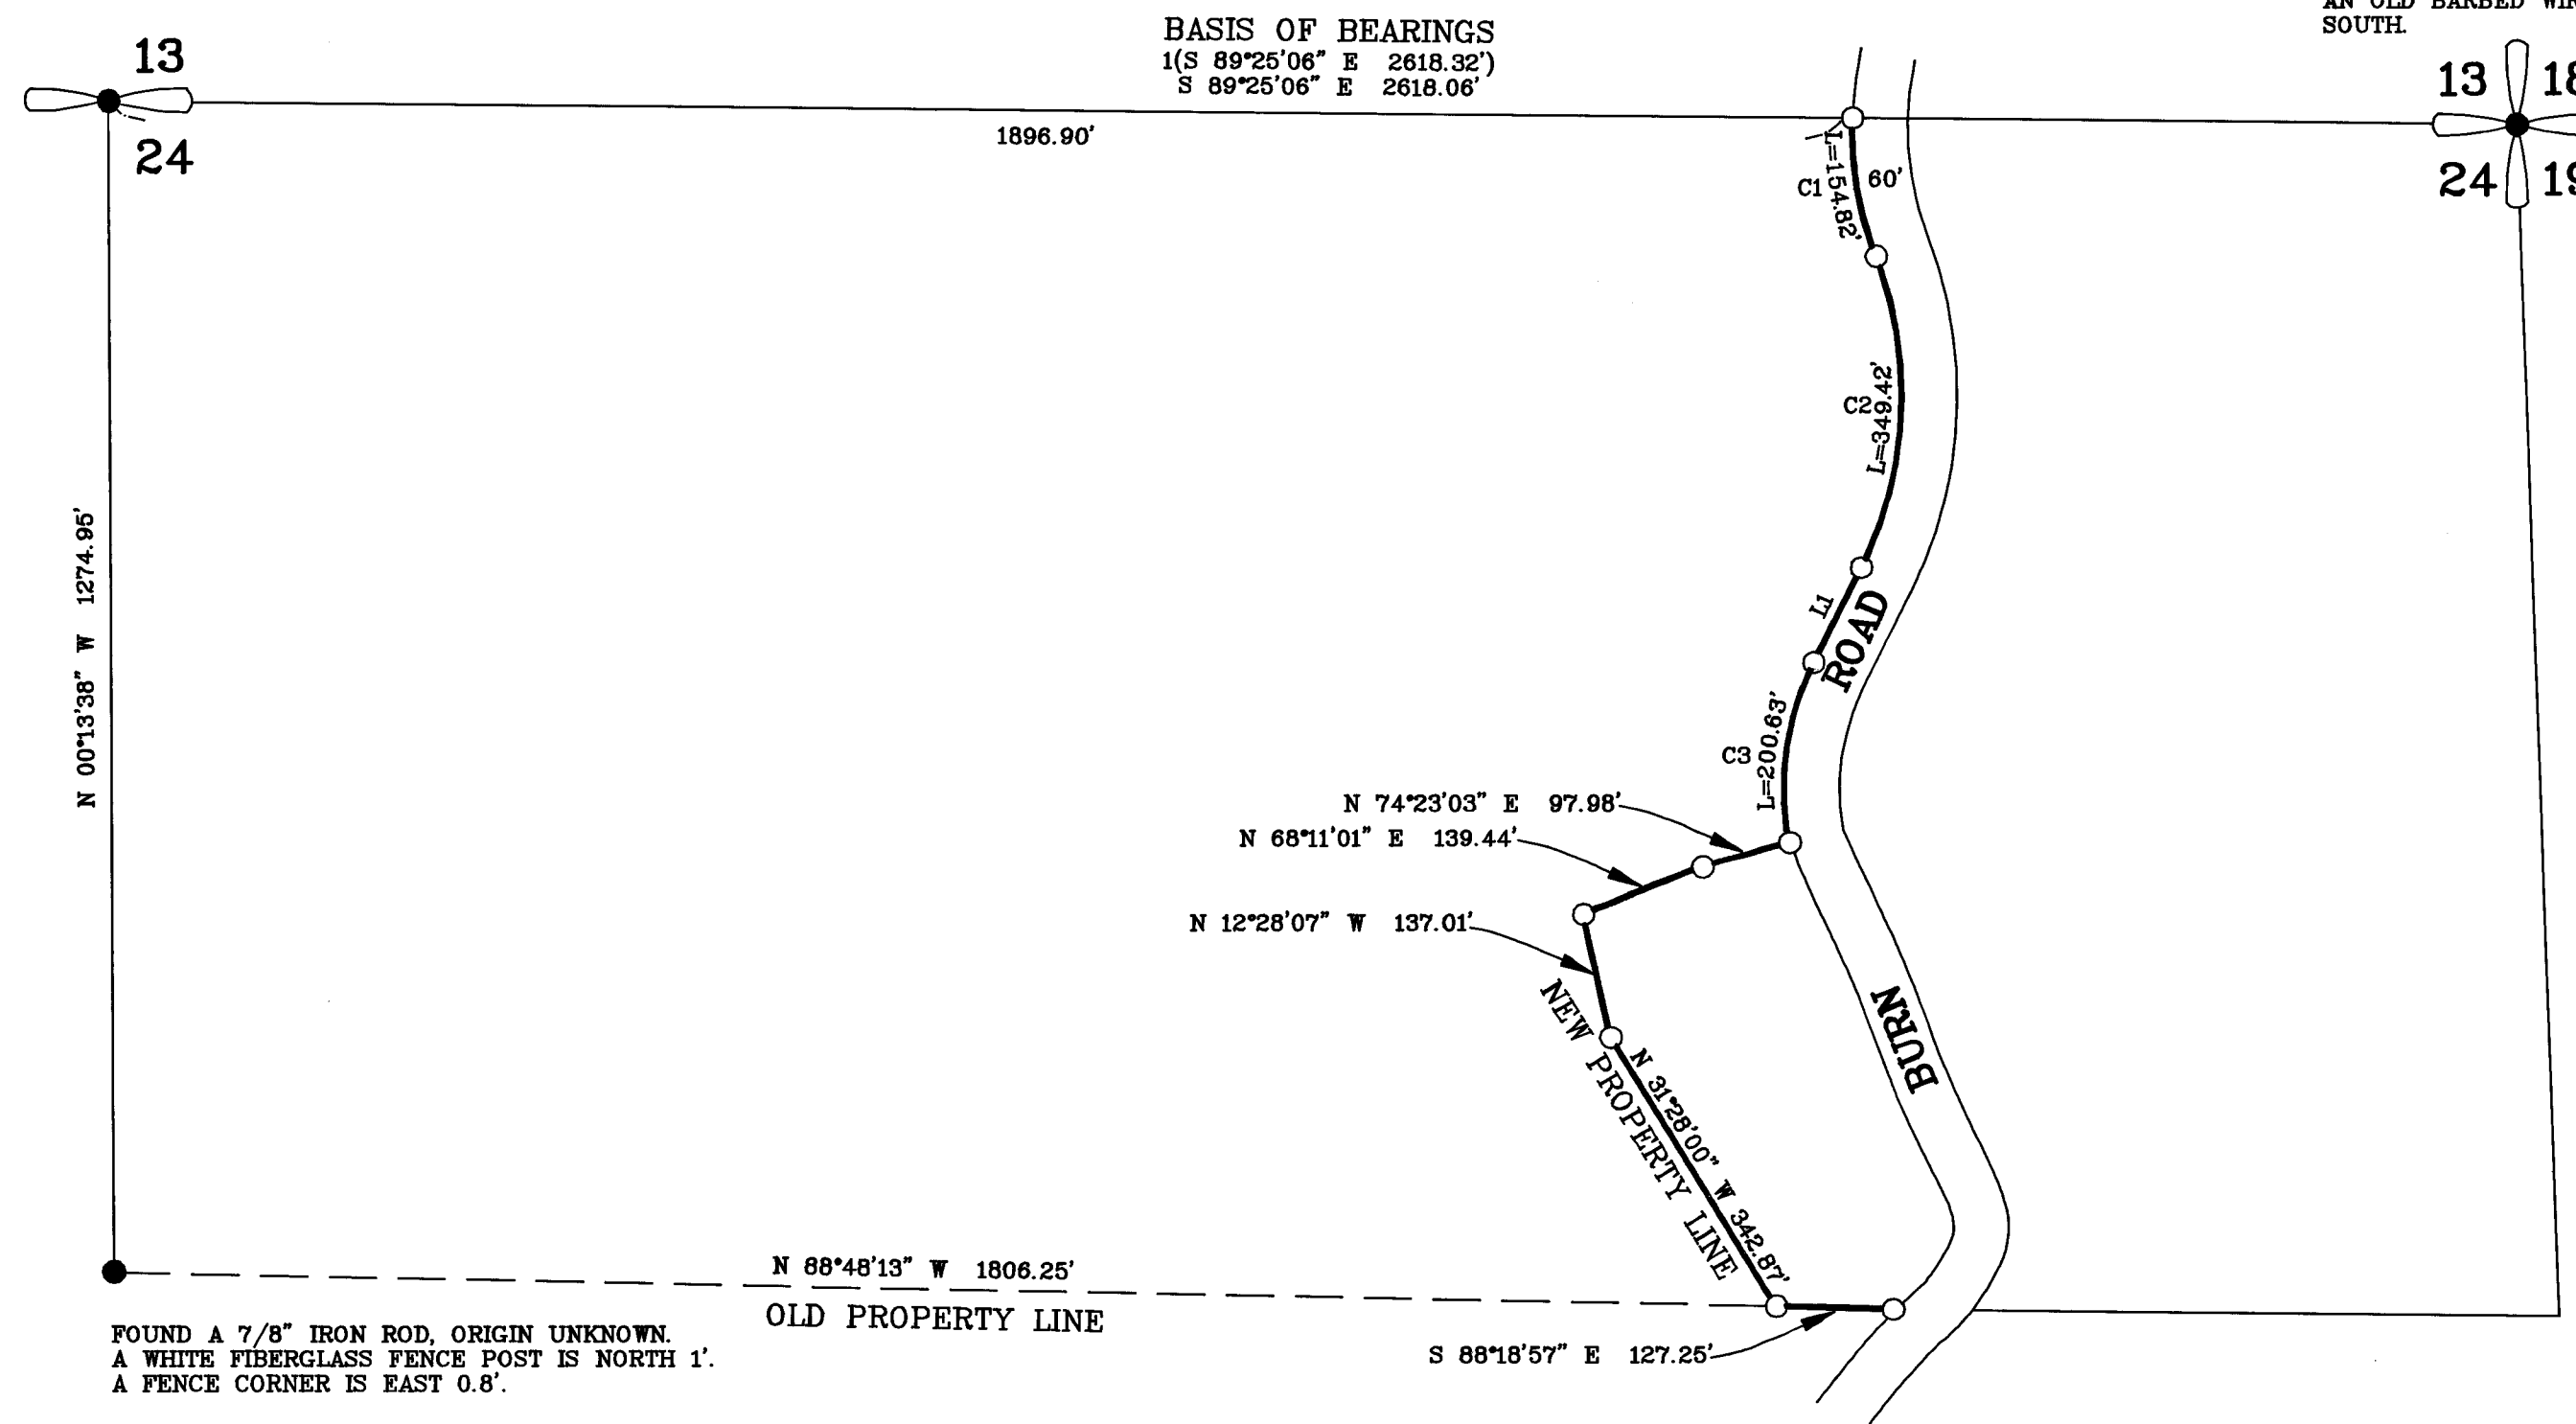 AN OLD BARBED
SOUTH.
BASIS OF BEARINGS
1(S 89°25'06" E 2618.32')
S 89°25'06" E 2618.06'
13
24
1896.90'
13
24
L=154.82'
C1
60'
C2
L=349.42'
L1
ROAD
C3
L=200.63'
N 00°13'38" W 1274.95'
N 74°23'03" E 97.98'
N 68°11'01" E 139.44'
N 12°28'07" W 137.01'
NEW PROPERTY LINE
N 31°28'00" W 342.87'
BURN
N 88°48'13" W 1806.25'
OLD PROPERTY LINE
S 88°18'57" E 127.25'
FOUND A 7/8" IRON ROD, ORIGIN UNKNOWN.
A WHITE FIBERGLASS FENCE POST IS NORTH 1'.
A FENCE CORNER IS EAST 0.8'.